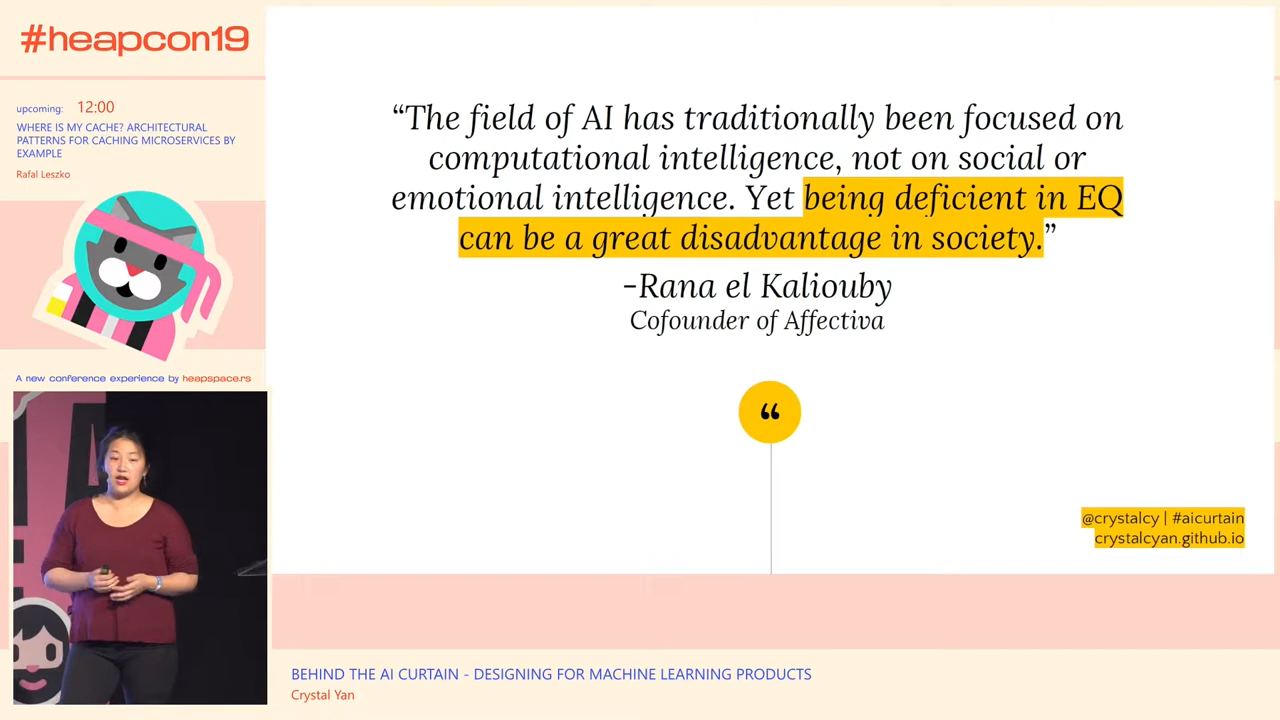 #heapcon19
upcoming: 12:00
WHERE IS MY CACHE? ARCHITECTURAL
PATTERNS FOR CACHING MICROSERVICES BY
EXAMPLE
Rafal Leszko
A new conference experience by heapspace.rs
“The field of AI has traditionally been focused on
computational intelligence, not on social or
emotional intelligence. Yet being deficient in EQ
can be a great disadvantage in society.”
-Rana el Kaliouby
Cofounder of Affectiva
“
@crystalcy | #aicurtain
crystalcyan.github.io
BEHIND THE AI CURTAIN - DESIGNING FOR MACHINE LEARNING PRODUCTS
Crystal Yan